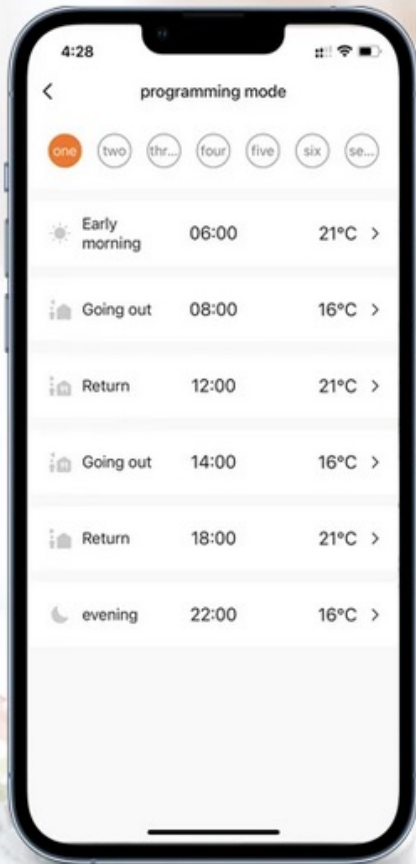 4:28
programming mode
one two thr... four five six se...
Early morning 06:00 21°C
Going out 08:00 16°C
Return 12:00 21°C
Going out 14:00 16°C
Return 18:00 21°C
evening 22:00 16°C